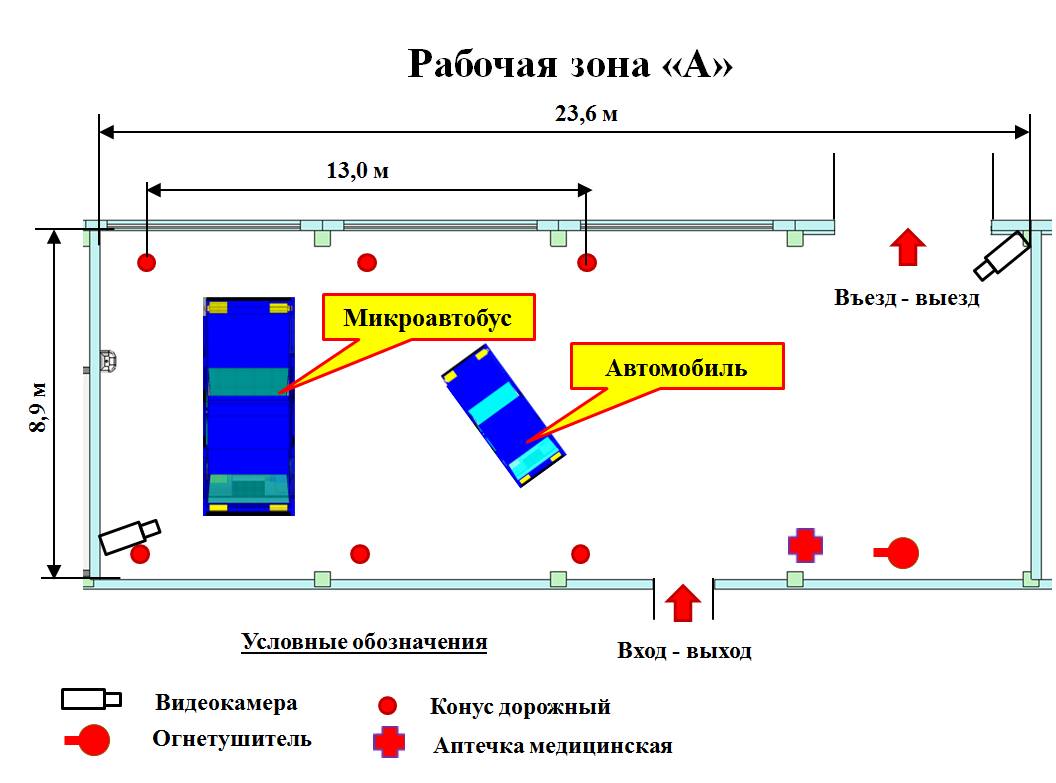 Рабочая зона «А»
23,6 м
13,0 м
Въезд - выезд
Микроавтобус
Автомобиль
8,9 м
Условные обозначения
Вход - выход
Видеокамера
Конус дорожный
Огнетушитель
Аптечка медицинская